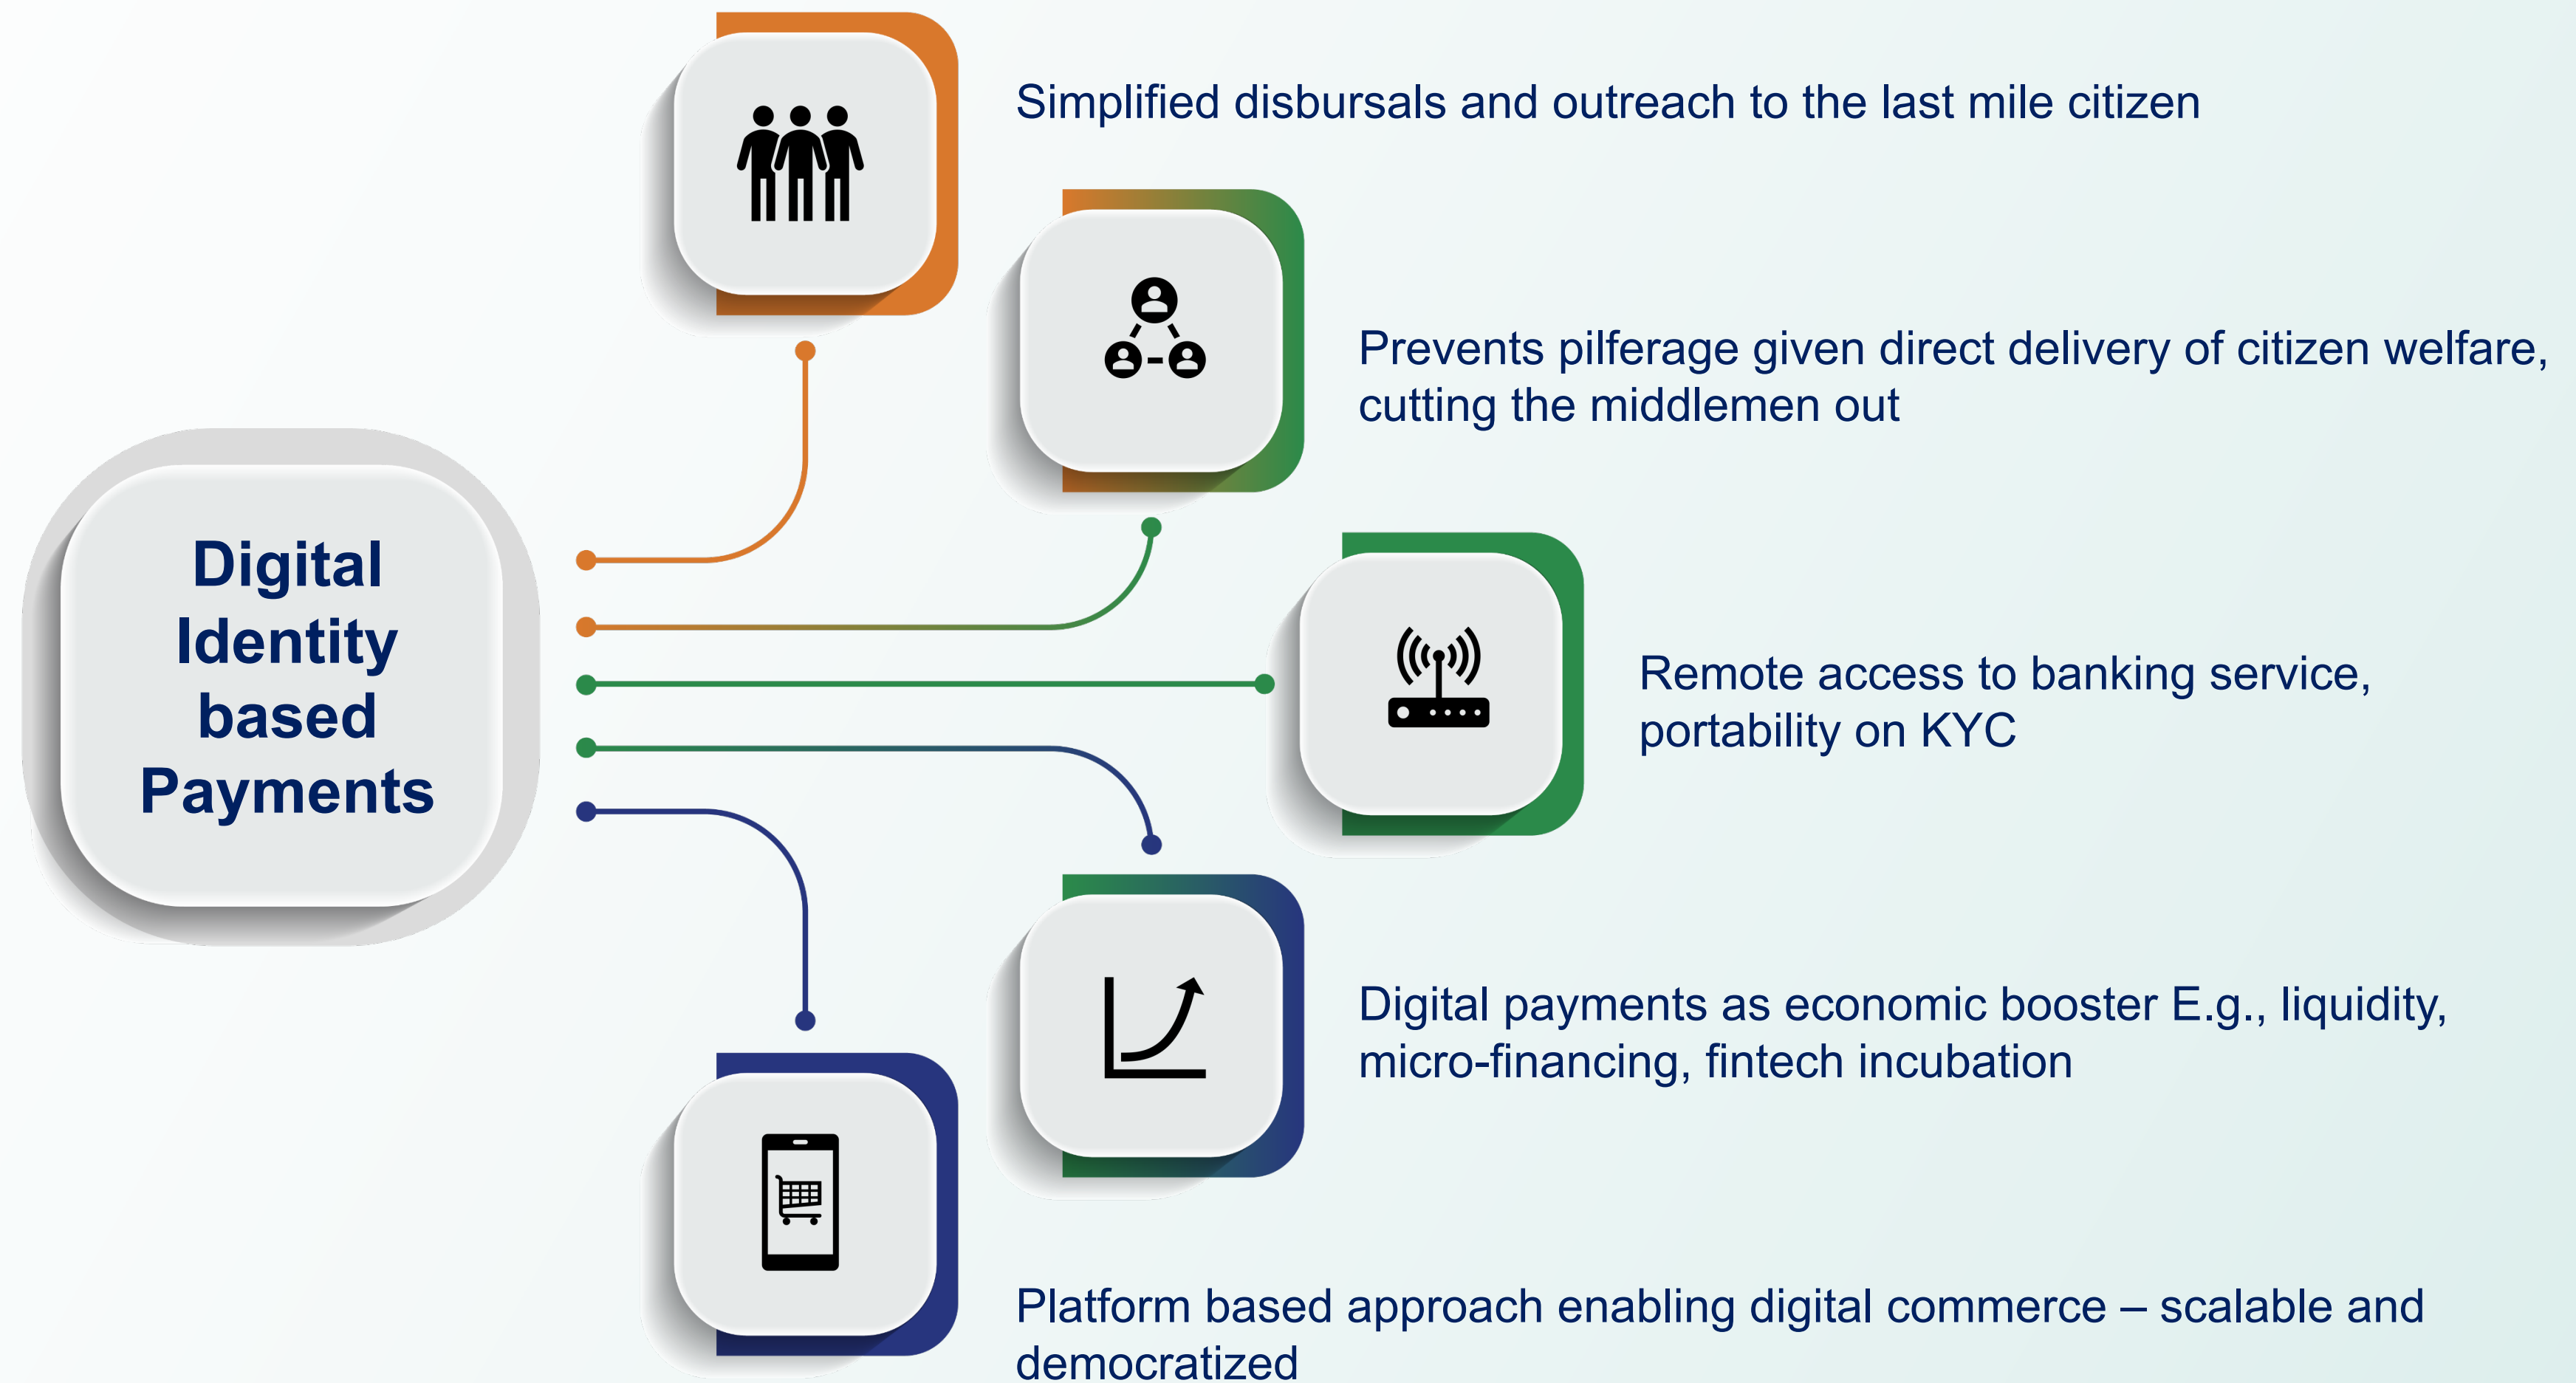 Simplified disbursals and outreach to the last mile citizen
Prevents pilferage given direct delivery of citizen welfare,
cutting the middlemen out
Digital
Identity
based
Payments
Remote access to banking service,
portability on KYC
Digital payments as economic booster E.g., liquidity,
micro-financing, fintech incubation
Platform based approach enabling digital commerce – scalable and
democratized